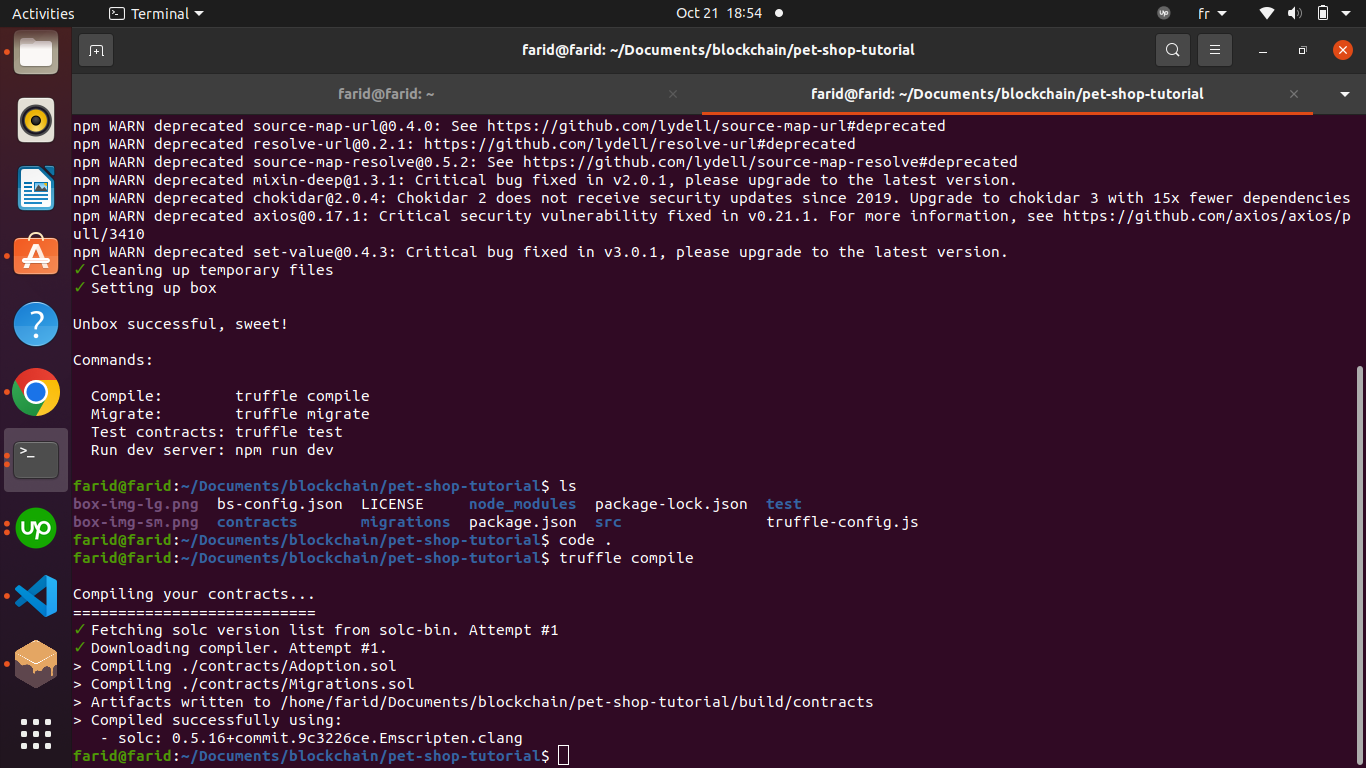 Activities Terminal Oct 21 18:54 fr
farid@farid: ~/Documents/blockchain/pet-shop-tutorial
farid@farid: ~ farid@farid: ~/Documents/blockchain/pet-shop-tutorial
npm WARN deprecated source-map-url@0.4.0: See https://github.com/lydell/source-map-url#deprecated
npm WARN deprecated resolve-url@0.2.1: https://github.com/lydell/resolve-url#deprecated
npm WARN deprecated source-map-resolve@0.5.2: See https://github.com/lydell/source-map-resolve#deprecated
npm WARN deprecated mixin-deep@1.3.1: Critical bug fixed in v2.0.1, please upgrade to the latest version.
npm WARN deprecated chokidar@2.0.4: Chokidar 2 does not receive security updates since 2019. Upgrade to chokidar 3 with 15x fewer dependencies
npm WARN deprecated axios@0.17.1: Critical security vulnerability fixed in v0.21.1. For more information, see https://github.com/axios/axios/p
ull/3410
npm WARN deprecated set-value@0.4.3: Critical bug fixed in v3.0.1, please upgrade to the latest version.
✓ Cleaning up temporary files
✓ Setting up box
Unbox successful, sweet!
Commands:
Compile: truffle compile
Migrate: truffle migrate
Test contracts: truffle test
Run dev server: npm run dev
farid@farid:~/Documents/blockchain/pet-shop-tutorial$ ls
box-img-lg.png bs-config.json LICENSE node_modules package-lock.json test
box-img-sm.png contracts migrations package.json src truffle-config.js
farid@farid:~/Documents/blockchain/pet-shop-tutorial$ code .
farid@farid:~/Documents/blockchain/pet-shop-tutorial$ truffle compile
Compiling your contracts...
===========================
✓ Fetching solc version list from solc-bin. Attempt #1
✓ Downloading compiler. Attempt #1.
> Compiling ./contracts/Adoption.sol
> Compiling ./contracts/Migrations.sol
> Artifacts written to /home/farid/Documents/blockchain/pet-shop-tutorial/build/contracts
> Compiled successfully using:
- solc: 0.5.16+commit.9c3226ce.Emscripten.clang
farid@farid:~/Documents/blockchain/pet-shop-tutorial$
up